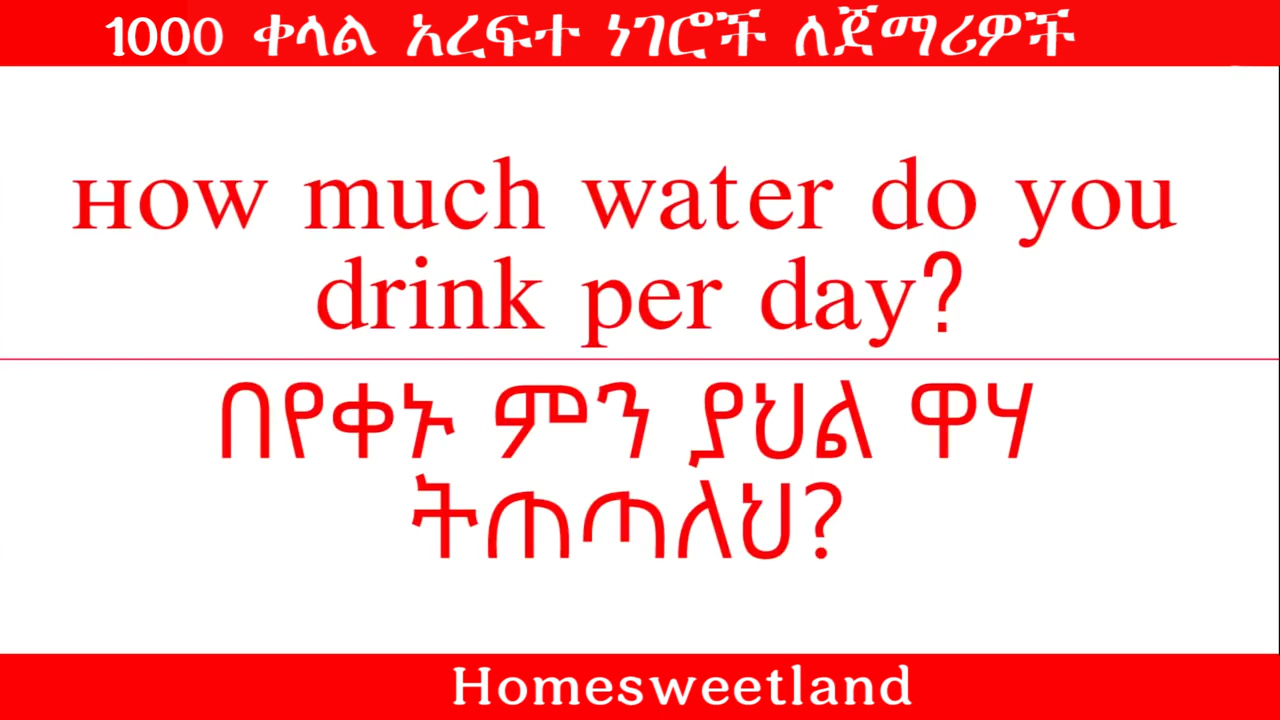 1000 ቀላል አረፍተ ነገሮች ለጀማሪዎች
How much water do you
drink per day?
በየቀኑ ምን ያህል ዋሃ
ትጠጣለህ?
Homesweetland